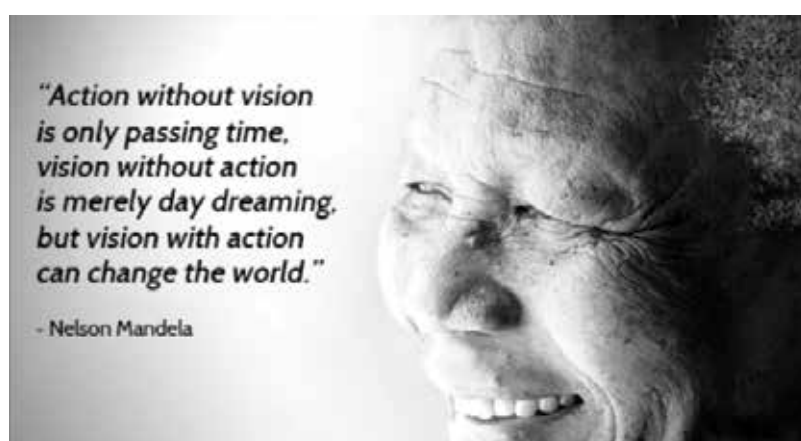 “Action without vision
is only passing time,
vision without action
is merely day dreaming,
but vision with action
can change the world.”
- Nelson Mandela